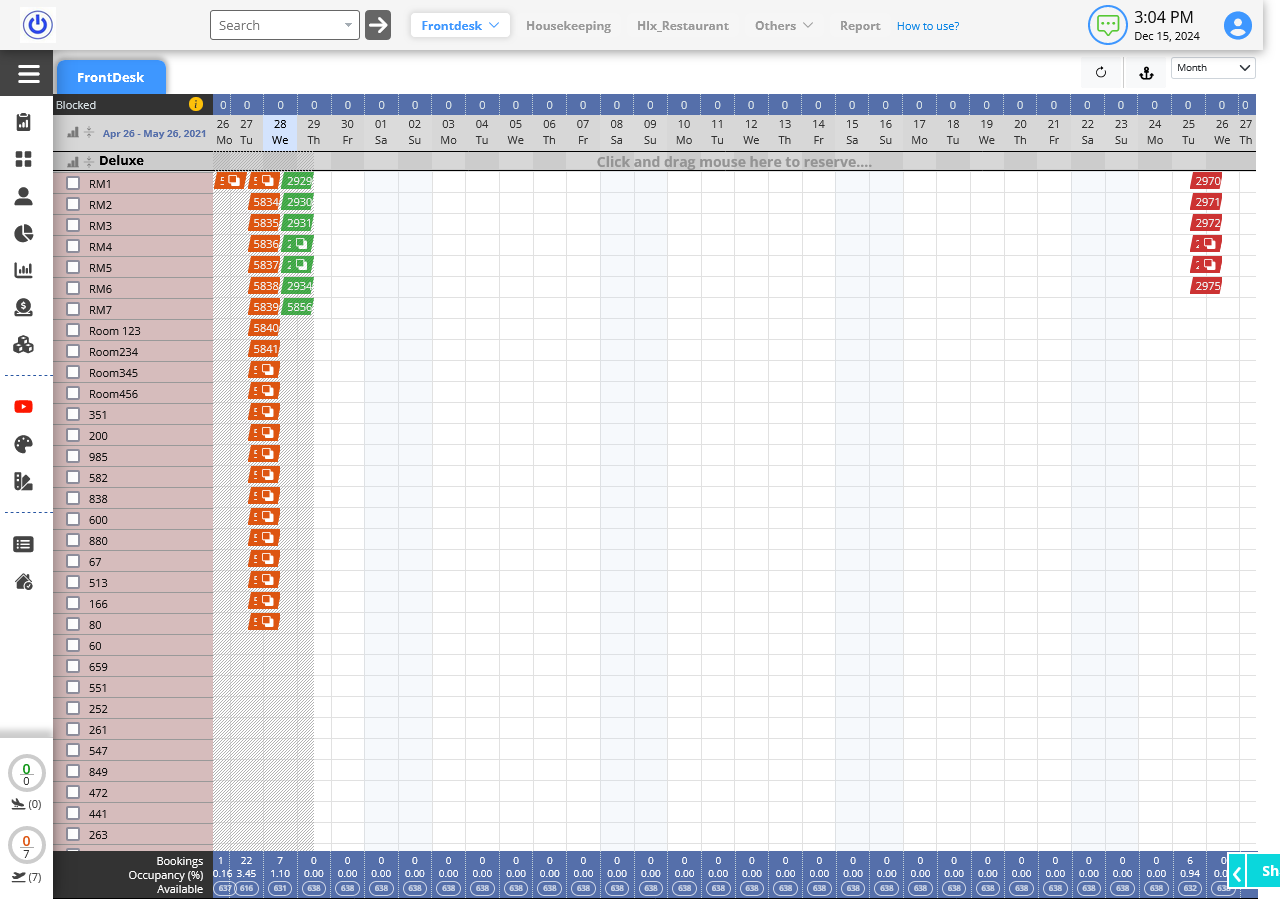 Search
Frontdesk
Housekeeping
Hlx_Restaurant
Others
Report
How to use?
3:04 PM
Dec 15, 2024
FrontDesk
Month
Blocked 0 0 0 0 0 0 0 0 0 0 0 0 0 0 0 0 0 0 0 0 0 0 0 0 0 0 0 0 0 0 0 0
26 27 28 29 30 01 02 03 04 05 06 07 08 09 10 11 12 13 14 15 16 17 18 19 20 21 22 23 24 25 26 27
Apr 26 - May 26, 2021
Mo Tu We Th Fr Sa Su Mo Tu We Th Fr Sa Su Mo Tu We Th Fr Sa Su Mo Tu We Th Fr Sa Su Mo Tu We Th
Deluxe
Click and drag mouse here to reserve....
RM1 2929 2970
RM2 5834 2930 2971
RM3 5835 2931 2972
RM4 5836
RM5 5837
RM6 5838 2934 2975
RM7 5839 5856
Room 123 5840
Room234 5841
Room345
Room456
351
200
985
582
838
600
880
67
513
166
80
60
659
551
252
261
547
849
472
441
263
0
0
(0)
0
7
(7)
Bookings 1 22 7 0 0 0 0 0 0 0 0 0 0 0 0 0 0 0 0 0 0 0 0 0 0 0 0 0 0 6 0
Occupancy (%) 0.16 3.45 1.10 0.00 0.00 0.00 0.00 0.00 0.00 0.00 0.00 0.00 0.00 0.00 0.00 0.00 0.00 0.00 0.00 0.00 0.00 0.00 0.00 0.00 0.00 0.00 0.00 0.00 0.00 0.94
Available 637 616 631 638 638 638 638 638 638 638 638 638 638 638 638 638 638 638 638 638 638 638 638 638 638 638 638 638 638 632
Sh